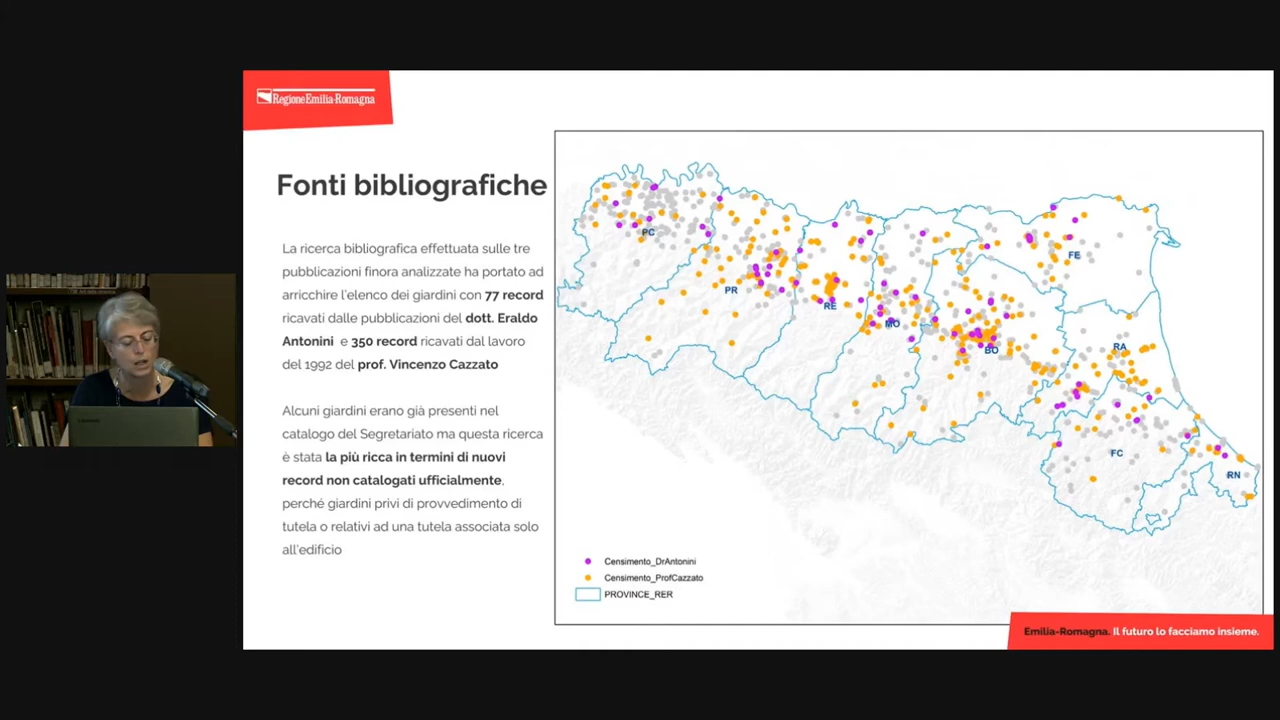 RegioneEmilia-Romagna
Fonti bibliografiche
La ricerca bibliografica effettuata sulle tre
pubblicazioni finora analizzate ha portato ad
arricchire l'elenco dei giardini con 77 record
ricavati dalle pubblicazioni del dott. Eraldo
Antonini e 350 record ricavati dal lavoro
del 1992 del prof. Vincenzo Cazzato
Alcuni giardini erano già presenti nel
catalogo del Segretariato ma questa ricerca
è stata la più ricca in termini di nuovi
record non catalogati ufficialmente,
perché giardini privi di provvedimento di
tutela o relativi ad una tutela associata solo
all'edificio
PC
PR
RE
MO
BO
FE
RA
FC
RN
Censimento_DrAntonini
Censimento_ProfCazzato
PROVINCE_RER
Emilia-Romagna. Il futuro lo facciamo insieme.